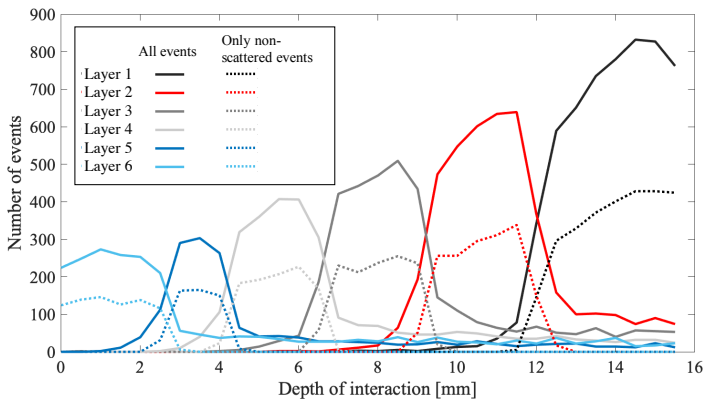 900
800
700
600
500
400
300
200
100
0
Number of events
All events
Only non-
scattered events
Layer 1
Layer 2
Layer 3
Layer 4
Layer 5
Layer 6
0 2 4 6 8 10 12 14 16
Depth of interaction [mm]